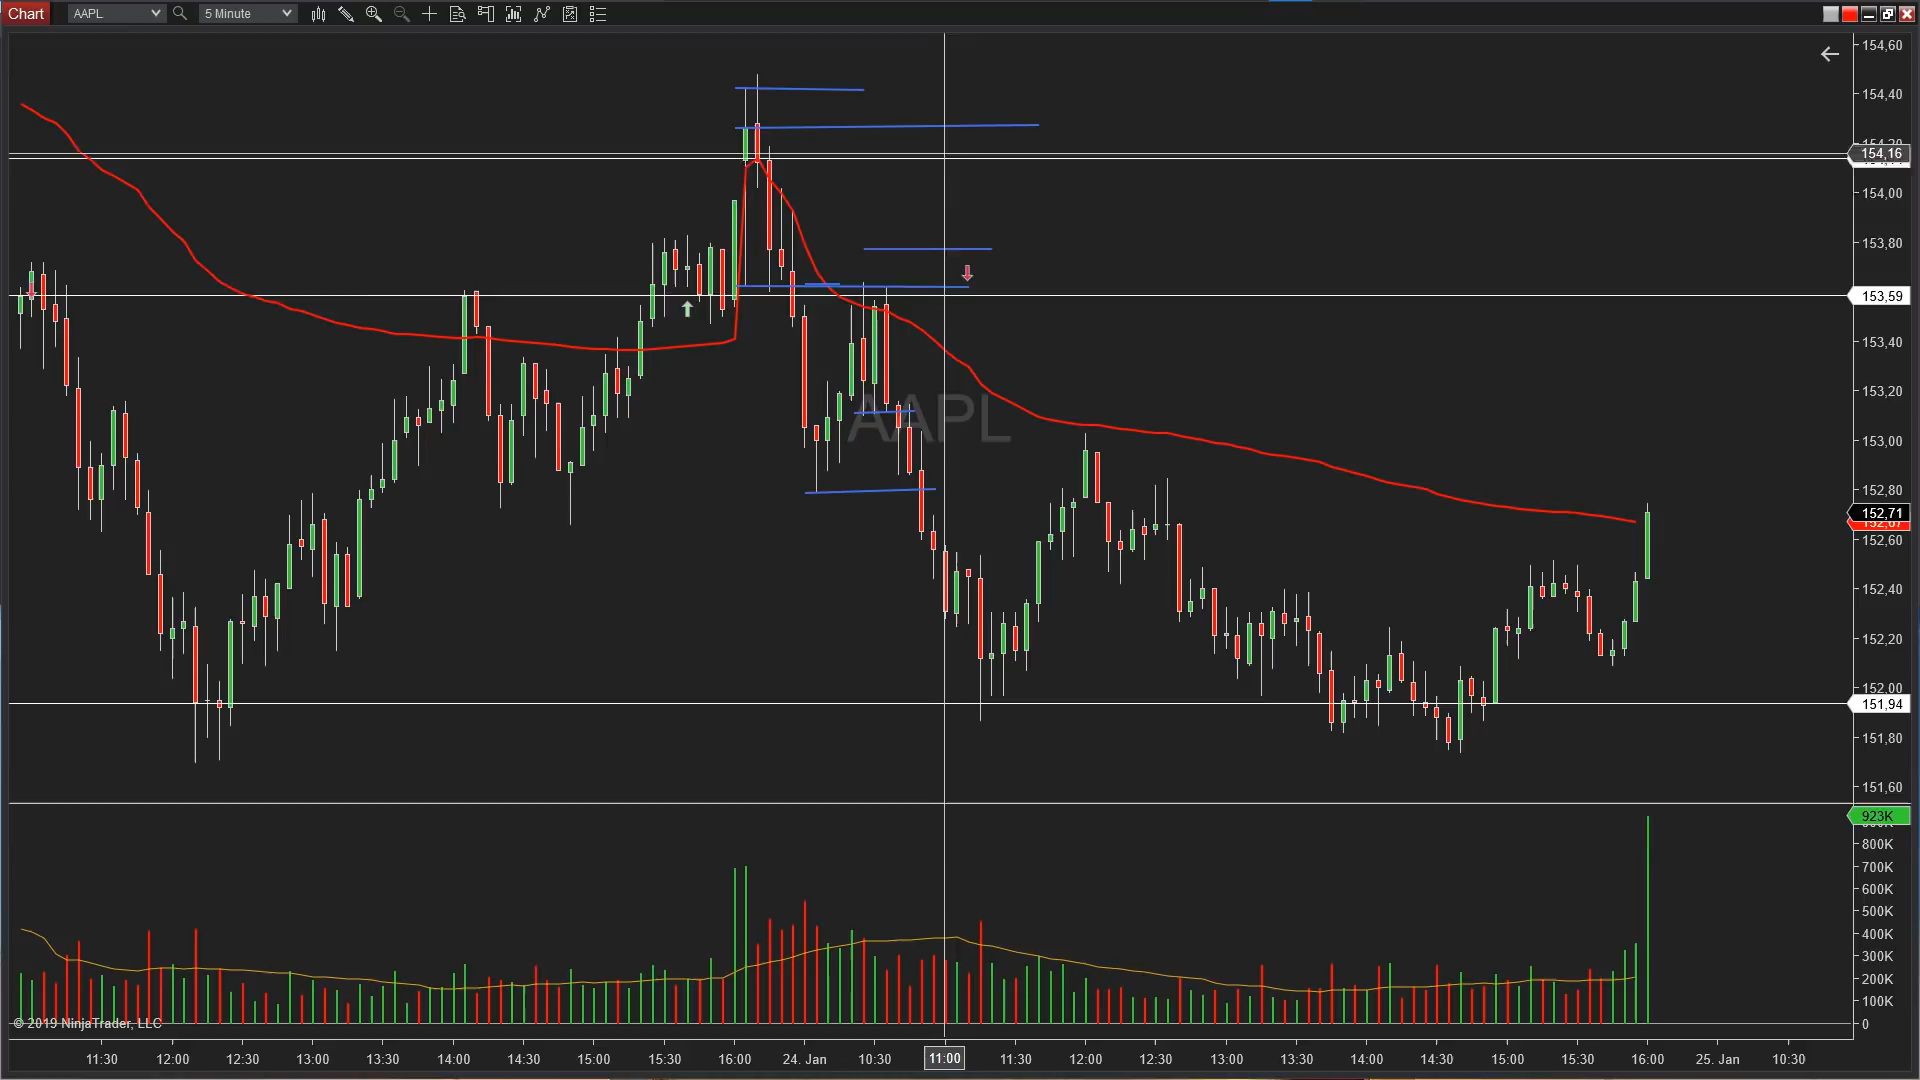 Chart AAPL 5 Minute
154,60
154,40
154,20
154,16
154,00
153,80
153,59
153,40
153,20
AAPL
153,00
152,80
152,71
152,67
152,60
152,40
152,20
152,00
151,94
151,80
151,60
923K
800K
700K
600K
500K
400K
300K
200K
100K
© 2019 NinjaTrader, LLC 0
11:30 12:00 12:30 13:00 13:30 14:00 14:30 15:00 15:30 16:00 24. Jan 10:30 11:00 11:30 12:00 12:30 13:00 13:30 14:00 14:30 15:00 15:30 16:00 25. Jan 10:30